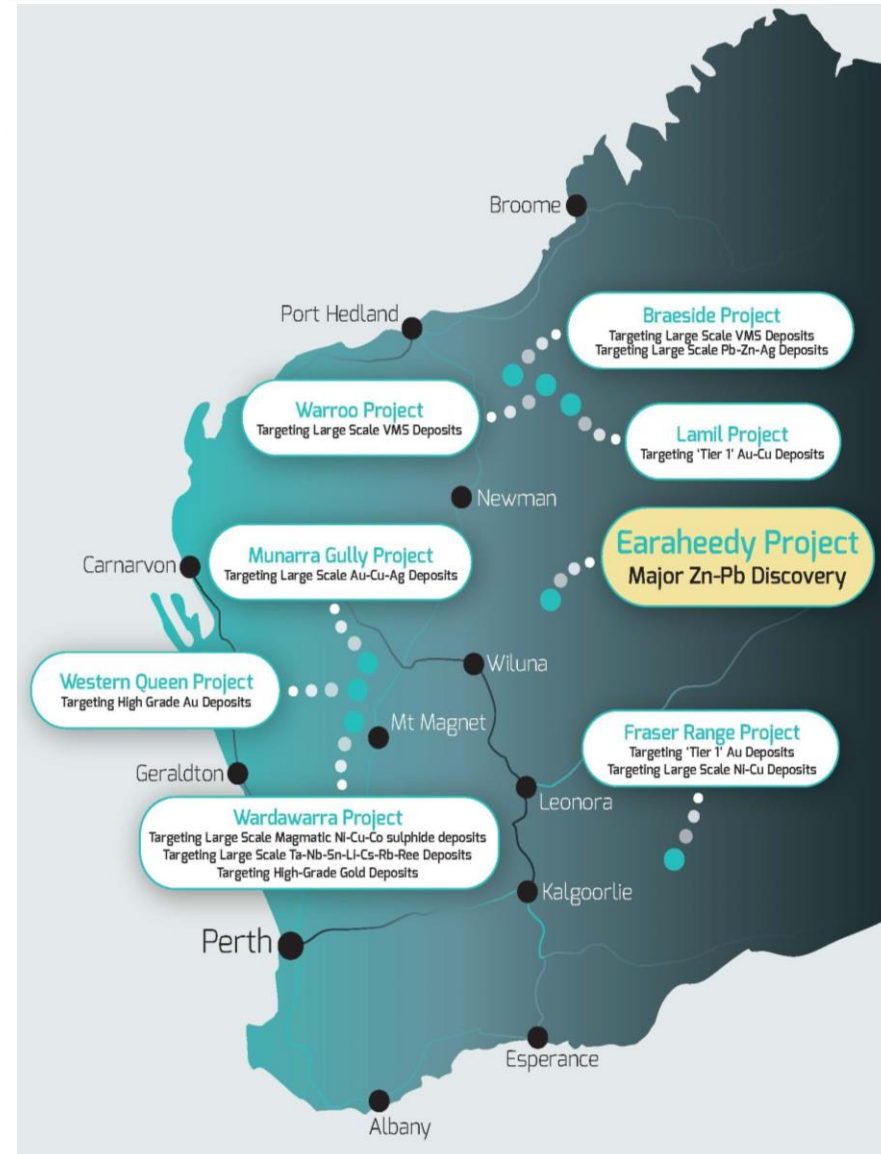 Broome
Braeside Project
Targeting Large Scale VMS Deposits
Targeting Large Scale Pb-Zn-Ag Deposits
Port Hedland
Warroo Project
Targeting Large Scale VMS Deposits
Lamil Project
Targeting 'Tier 1' Au-Cu Deposits
Newman
Earaheedy Project
Major Zn-Pb Discovery
Munarra Gully Project
Targeting Large Scale Au-Cu-Ag Deposits
Carnarvon
Wiluna
Western Queen Project
Targeting High Grade Au Deposits
Mt Magnet
Fraser Range Project
Targeting 'Tier 1' Au Deposits
Targeting Large Scale Ni-Cu Deposits
Geraldton
Leonora
Wardawarra Project
Targeting Large Scale Magmatic Ni-Cu-Co sulphide deposits
Targeting Large Scale Ta-Nb-Sn-Li-Cs-Rb-Ree Deposits
Targeting High-Grade Gold Deposits
Kalgoorlie
Perth
Esperance
Albany